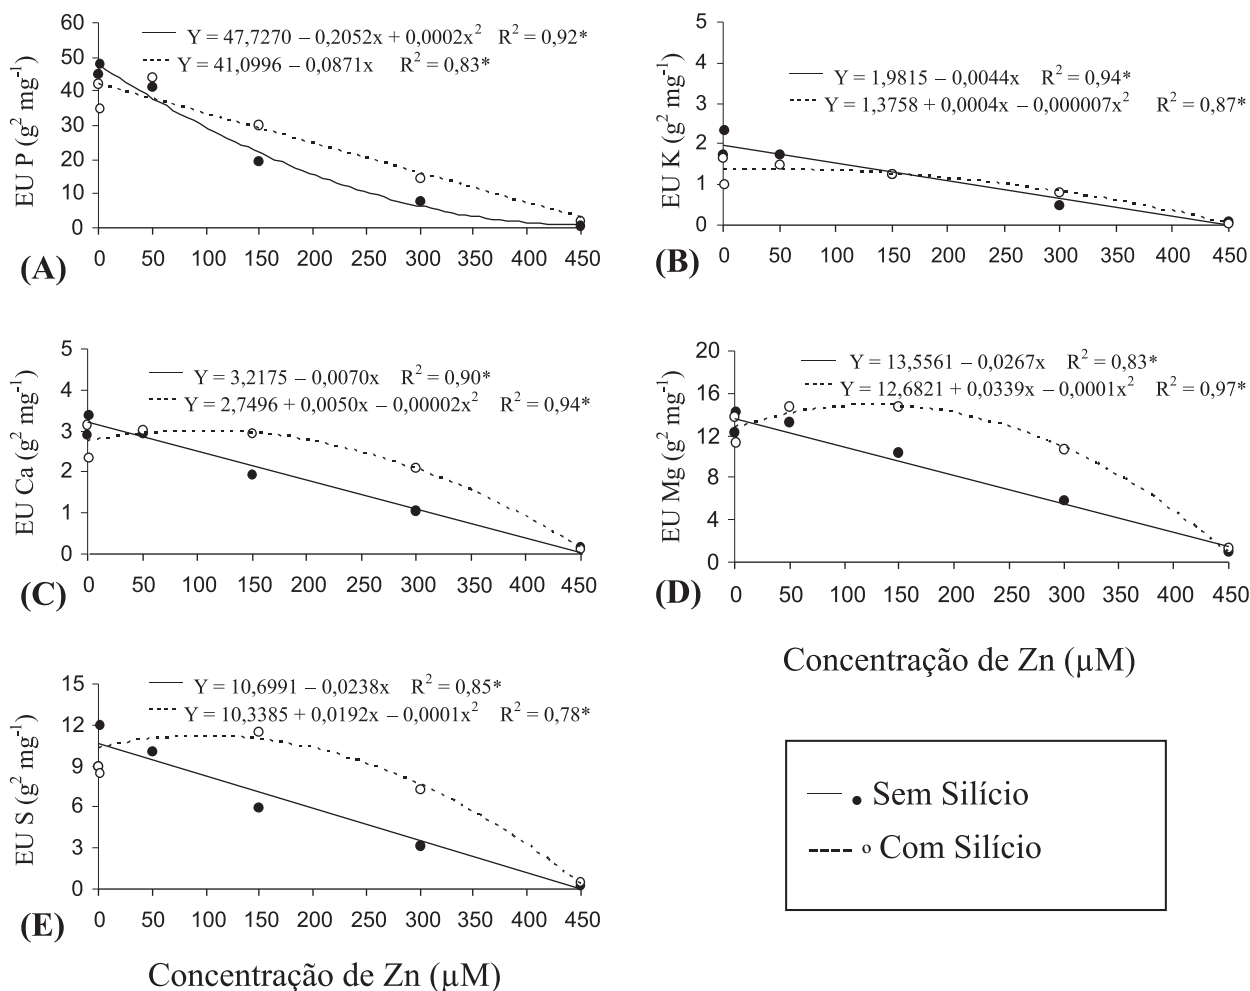 Y = 47,7270 – 0,2052x + 0,0002x² R² = 0,92*
Y = 41,0996 – 0,0871x R² = 0,83*
EU P (g² mg⁻¹)
60
50
40
30
20
10
0
0 50 100 150 200 250 300 350 400 450
(A)
Y = 1,9815 – 0,0044x R² = 0,94*
Y = 1,3758 + 0,0004x – 0,000007x² R² = 0,87*
EU K (g² mg⁻¹)
5
4
3
2
1
0
0 50 100 150 200 250 300 350 400 450
(B)
Y = 3,2175 – 0,0070x R² = 0,90*
Y = 2,7496 + 0,0050x – 0,00002x² R² = 0,94*
EU Ca (g² mg⁻¹)
5
4
3
2
1
0
0 50 100 150 200 250 300 350 400 450
(C)
Y = 13,5561 – 0,0267x R² = 0,83*
Y = 12,6821 + 0,0339x – 0,0001x² R² = 0,97*
EU Mg (g² mg⁻¹)
20
16
12
8
4
0
0 50 100 150 200 250 300 350 400 450
(D)
Concentração de Zn (µM)
Y = 10,6991 – 0,0238x R² = 0,85*
Y = 10,3385 + 0,0192x – 0,0001x² R² = 0,78*
EU S (g² mg⁻¹)
15
12
9
6
3
0
0 50 100 150 200 250 300 350 400 450
(E)
Concentração de Zn (µM)
Sem Silício
Com Silício